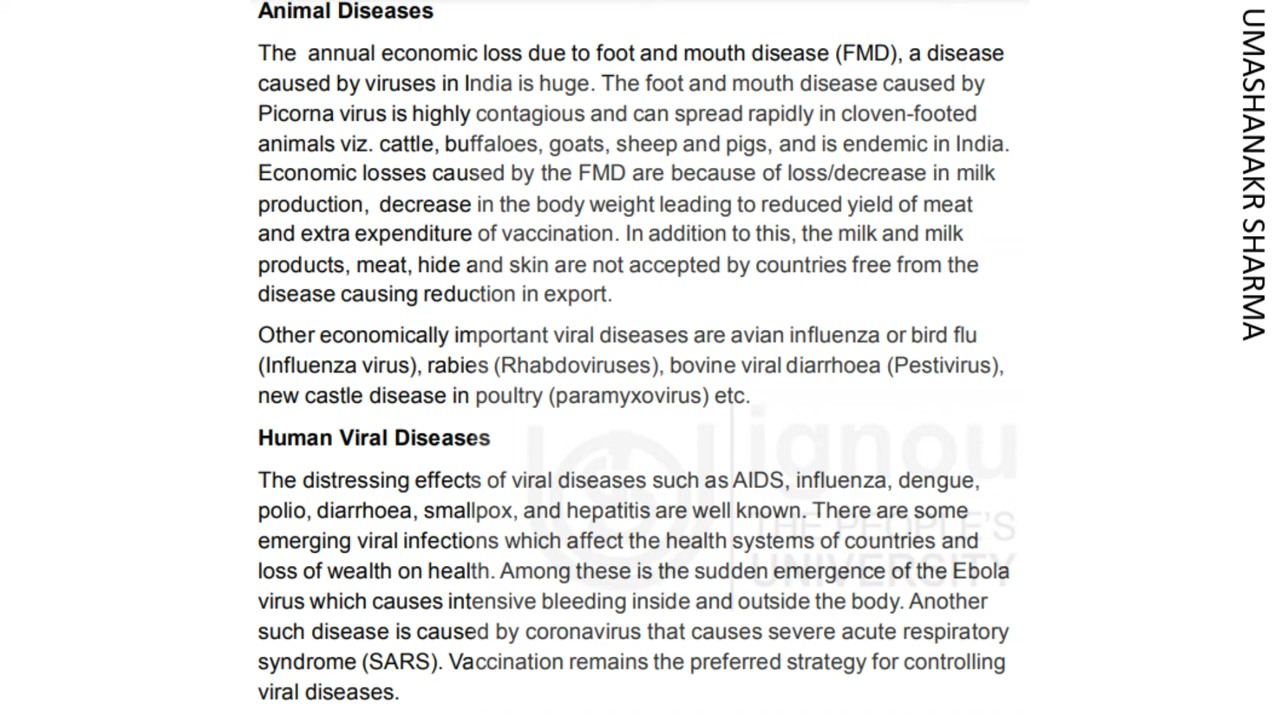 Animal Diseases
The annual economic loss due to foot and mouth disease (FMD), a disease
caused by viruses in India is huge. The foot and mouth disease caused by
Picorna virus is highly contagious and can spread rapidly in cloven-footed
animals viz. cattle, buffaloes, goats, sheep and pigs, and is endemic in India.
Economic losses caused by the FMD are because of loss/decrease in milk
production, decrease in the body weight leading to reduced yield of meat
and extra expenditure of vaccination. In addition to this, the milk and milk
products, meat, hide and skin are not accepted by countries free from the
disease causing reduction in export.
Other economically important viral diseases are avian influenza or bird flu
(Influenza virus), rabies (Rhabdoviruses), bovine viral diarrhoea (Pestivirus),
new castle disease in poultry (paramyxovirus) etc.
Human Viral Diseases
The distressing effects of viral diseases such as AIDS, influenza, dengue,
polio, diarrhoea, smallpox, and hepatitis are well known. There are some
emerging viral infections which affect the health systems of countries and
loss of wealth on health. Among these is the sudden emergence of the Ebola
virus which causes intensive bleeding inside and outside the body. Another
such disease is caused by coronavirus that causes severe acute respiratory
syndrome (SARS). Vaccination remains the preferred strategy for controlling
viral diseases.
ignou
THE PEOPLE'S
UNIVERSITY
UMASHANAKR SHARMA